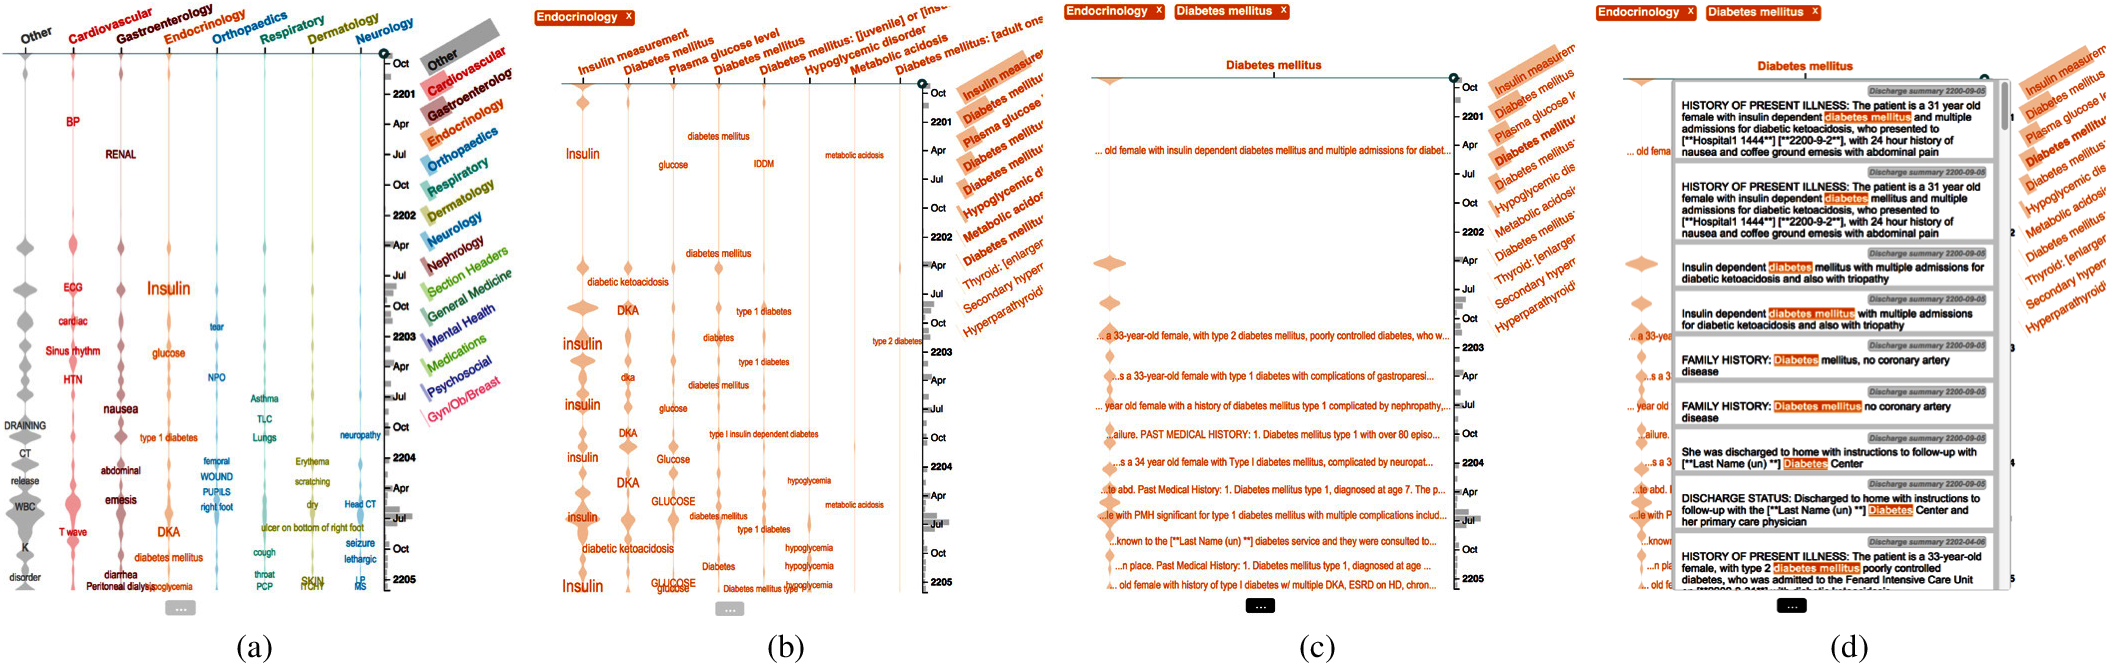 Other
Cardiovascular
Gastroenterology
Endocrinology
Orthopaedics
Respiratory
Dermatology
Neurology
Oct
2201
Apr
Jul
Oct
2202
Apr
Jul
Oct
2203
Apr
Jul
Oct
2204
Apr
Jul
Oct
2205
Other
Cardiovascular
Gastroenterolog
Endocrinology
Orthopaedics
Respiratory
Dermatology
Neurology
Nephrology
Section Headers
General Medicine
Mental Health
Medications
Psychosocial
Gyn/Ob/Breast
BP
RENAL
ECG
Insulin
cardiac
tear
Sinus rhythm
glucose
HTN
NPO
Asthma
nausea
TLC
DRAINING
type 1 diabetes
Lungs
neuropathy
CT
femoral
Erythema
abdominal
release
WOUND
scratching
PUPILS
emesis
WBC
right foot
dry
Head CT
T wave
DKA
ulcer on bottom of right foot
seizure
K
cough
diabetes mellitus
lethargic
disorder
diarrhea
throat
SKIN
LP
Peritoneal dialysis
PCP
ITCHY
MS
...
(a)
Endocrinology x
Insulin measurement
Diabetes mellitus
Plasma glucose level
Diabetes mellitus
Diabetes mellitus: [juvenile] or [ins
Hypoglycemic disorder
Metabolic acidosis
Diabetes mellitus: [adult ons
Oct
2201
Apr
Jul
Oct
2202
Apr
Jul
Oct
2203
Apr
Jul
Oct
2204
Apr
Jul
Oct
2205
Insulin measure
Diabetes mellitu
Plasma glucose
Diabetes mellitu
Diabetes mellitu
Hypoglycemic d
Metabolic acidos
Diabetes mellitu
Thyroid: [enlarge
Secondary hyper
Hyperparathyroid
diabetes mellitus
Insulin
glucose
IDDM
metabolic acidosis
diabetes mellitus
diabetic ketoacidosis
DKA
type 1 diabetes
insulin
diabetes
type 2 diabetes
type 1 diabetes
dka
diabetes mellitus
insulin
glucose
DKA
type I insulin dependent diabetes
insulin
Glucose
DKA
hypoglycemia
GLUCOSE
metabolic acidosis
insulin
diabetes mellitus
type 1 diabetes
diabetic ketoacidosis
hypoglycemia
Diabetes
hypoglycemia
Insulin
GLUCOSE
glucose
Diabetes mellitus type
hypoglycemia
...
(b)
Endocrinology x
Diabetes mellitus x
Diabetes mellitus
Oct
2201
Apr
Jul
Oct
2202
Apr
Jul
Oct
2203
Apr
Jul
Oct
2204
Apr
Jul
Oct
2205
Insulin measurem
Diabetes mellitus
Plasma glucose le
Diabetes mellitus
Diabetes mellitus:
Hypoglycemic dis
Metabolic acidosi
Diabetes mellitus:
Thyroid: [enlarge
Secondary hyper
Hyperparathyroid
... old female with insulin dependent diabetes mellitus and multiple admissions for diabet...
... a 33-year-old female, with type 2 diabetes mellitus, poorly controlled diabetes, who w...
...s a 33-year-old female with type 1 diabetes with complications of gastroparesi...
... year old female with a history of diabetes mellitus type 1 complicated by nephropathy,...
...ailure. PAST MEDICAL HISTORY: 1. Diabetes mellitus type 1 with over 80 episo...
...s a 34 year old female with Type I diabetes mellitus, complicated by neuropat...
...te abd. Past Medical History: 1. Diabetes mellitus type 1, diagnosed at age 7. The p...
...le with PMH significant for type 1 diabetes mellitus with multiple complications includ...
...known to the [**Last Name (un) **] diabetes service and they were consulted to...
...n place. Past Medical History: 1. Diabetes mellitus type 1, diagnosed at age ...
... old female with history of type I diabetes w/ multiple DKA, ESRD on HD, chron...
...
(c)
Endocrinology x
Diabetes mellitus x
Diabetes mellitus
Discharge summary 2200-09-05
HISTORY OF PRESENT ILLNESS: The patient is a 31 year old
female with insulin dependent diabetes mellitus and multiple
admissions for diabetic ketoacidosis, who presented to
[**Hospital1 1444**] [**2200-9-2**], with 24 hour history of
nausea and coffee ground emesis with abdominal pain
Discharge summary 2200-09-05
HISTORY OF PRESENT ILLNESS: The patient is a 31 year old
female with insulin dependent diabetes mellitus and multiple
admissions for diabetic ketoacidosis, who presented to
[**Hospital1 1444**] [**2200-9-2**], with 24 hour history of
nausea and coffee ground emesis with abdominal pain
Discharge summary 2200-09-05
Insulin dependent diabetes mellitus with multiple admissions for
diabetic ketoacidosis and also with triopathy
Discharge summary 2200-09-05
Insulin dependent diabetes mellitus with multiple admissions
for diabetic ketoacidosis and also with triopathy
Discharge summary 2200-09-05
FAMILY HISTORY: Diabetes mellitus, no coronary artery
disease
Discharge summary 2200-09-05
FAMILY HISTORY: Diabetes mellitus no coronary artery
disease
Discharge summary 2200-09-05
She was discharged to home with instructions to follow-up with
[**Last Name (un) **] Diabetes Center
Discharge summary 2200-09-05
DISCHARGE STATUS: Discharged to home with instructions to
follow-up with the [**Last Name (un) **] Diabetes Center and
her primary care physician
Discharge summary 2202-04-06
HISTORY OF PRESENT ILLNESS: The patient is a 33-year-old
female, with type 2 diabetes mellitus poorly controlled
diabetes, who was admitted to the Fenard Intensive Care Unit
... old fema
... a 33-yea
...s a 3
... year old
...ailure.
...s a 3
...te abd. I
...le with P
...known
...n pla
... old fe
Insulin measurem
Diabetes mellitus
Plasma glucose le
Diabetes mellitus
Diabetes mellitus:
Hypoglycemic dis
Metabolic acidosi
Diabetes mellitus:
Thyroid: [enlarge
Secondary hyper
Hyperparathyroid
...
(d)